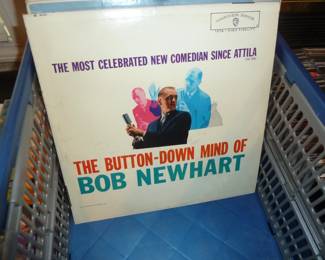 THE MOST CELEBRATED NEW COMEDIAN SINCE ATTILA
THE BUTTON-DOWN MIND OF
BOB NEWHART